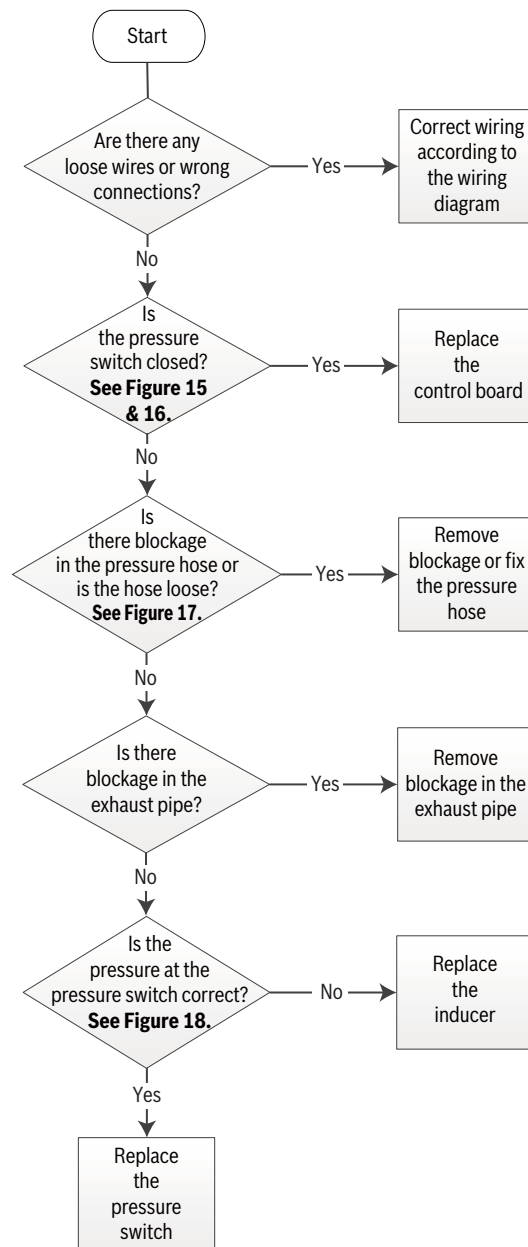 Start
Are there any
loose wires or wrong
connections?
Yes
Correct wiring
according to
the wiring
diagram
No
Is
the pressure
switch closed?
See Figure 15
& 16.
Yes
Replace
the
control board
No
Is
there blockage
in the pressure hose or
is the hose loose?
See Figure 17.
Yes
Remove
blockage or fix
the pressure
hose
No
Is there
blockage in the
exhaust pipe?
Yes
Remove
blockage in the
exhaust pipe
No
Is the
pressure at the
pressure switch correct?
See Figure 18.
No
Replace
the
inducer
Yes
Replace
the
pressure
switch